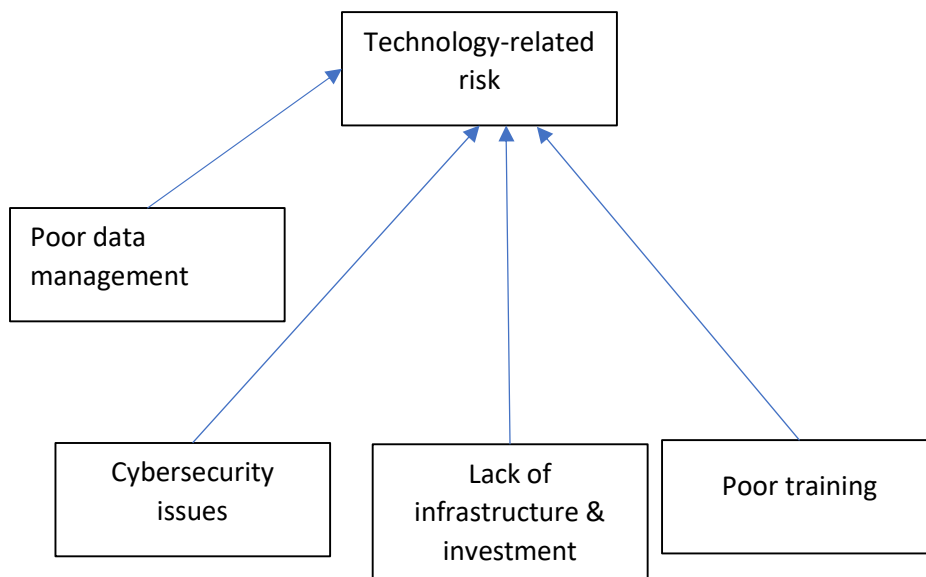 Technology-related
risk
Poor data
management
Cybersecurity
issues
Lack of
infrastructure &
investment
Poor training